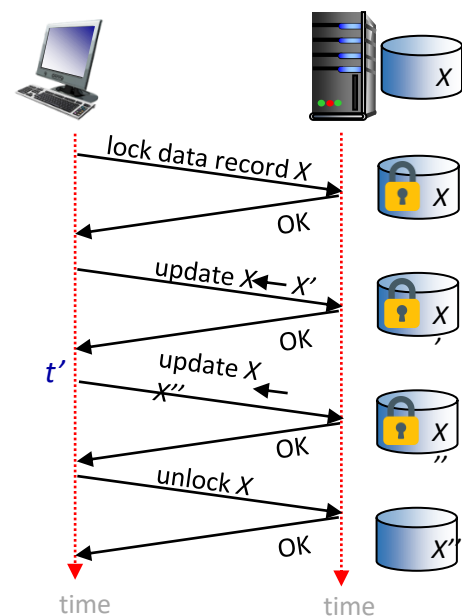 X
lock data record X
X
OK
update X ← X’
X
’
OK
t’
update X ←
X’’
X
’’
OK
unlock X
X’’
OK
time
time